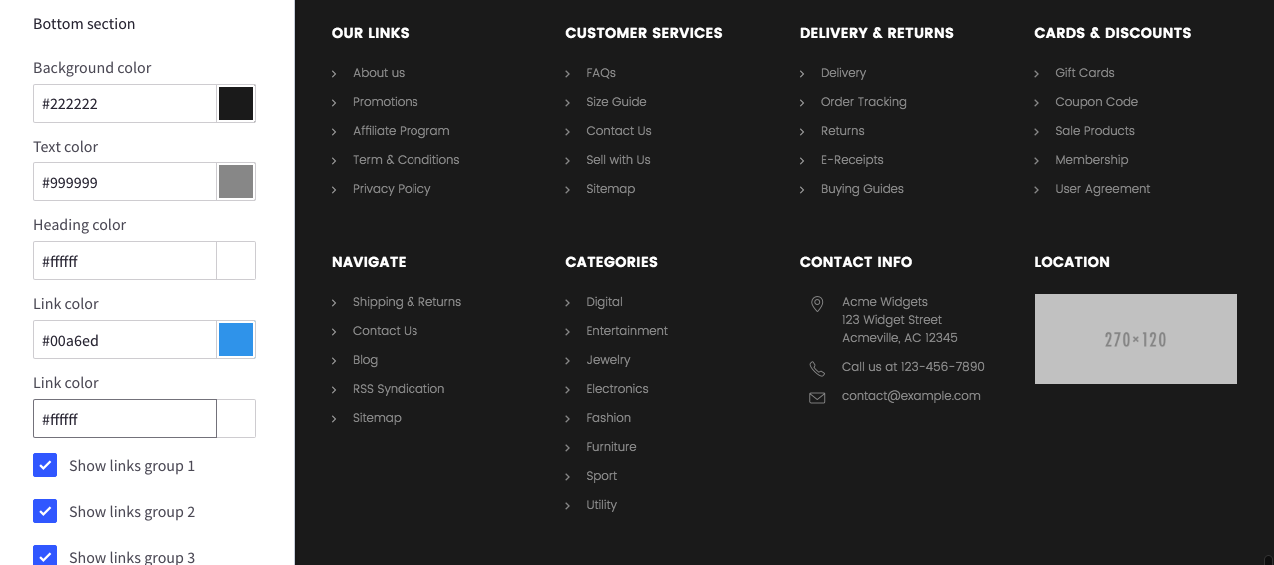 Bottom section
Background color
#222222
Text color
#999999
Heading color
#ffffff
Link color
#00a6ed
Link color
#ffffff
Show links group 1
Show links group 2
Show links group 3
OUR LINKS
About us
Promotions
Affiliate Program
Term & Conditions
Privacy Policy
CUSTOMER SERVICES
FAQs
Size Guide
Contact Us
Sell with Us
Sitemap
DELIVERY & RETURNS
Delivery
Order Tracking
Returns
E-Receipts
Buying Guides
CARDS & DISCOUNTS
Gift Cards
Coupon Code
Sale Products
Membership
User Agreement
NAVIGATE
Shipping & Returns
Contact Us
Blog
RSS Syndication
Sitemap
CATEGORIES
Digital
Entertainment
Jewelry
Electronics
Fashion
Furniture
Sport
Utility
CONTACT INFO
Acme Widgets
123 Widget Street
Acmeville, AC 12345
Call us at 123-456-7890
contact@example.com
LOCATION
270×120